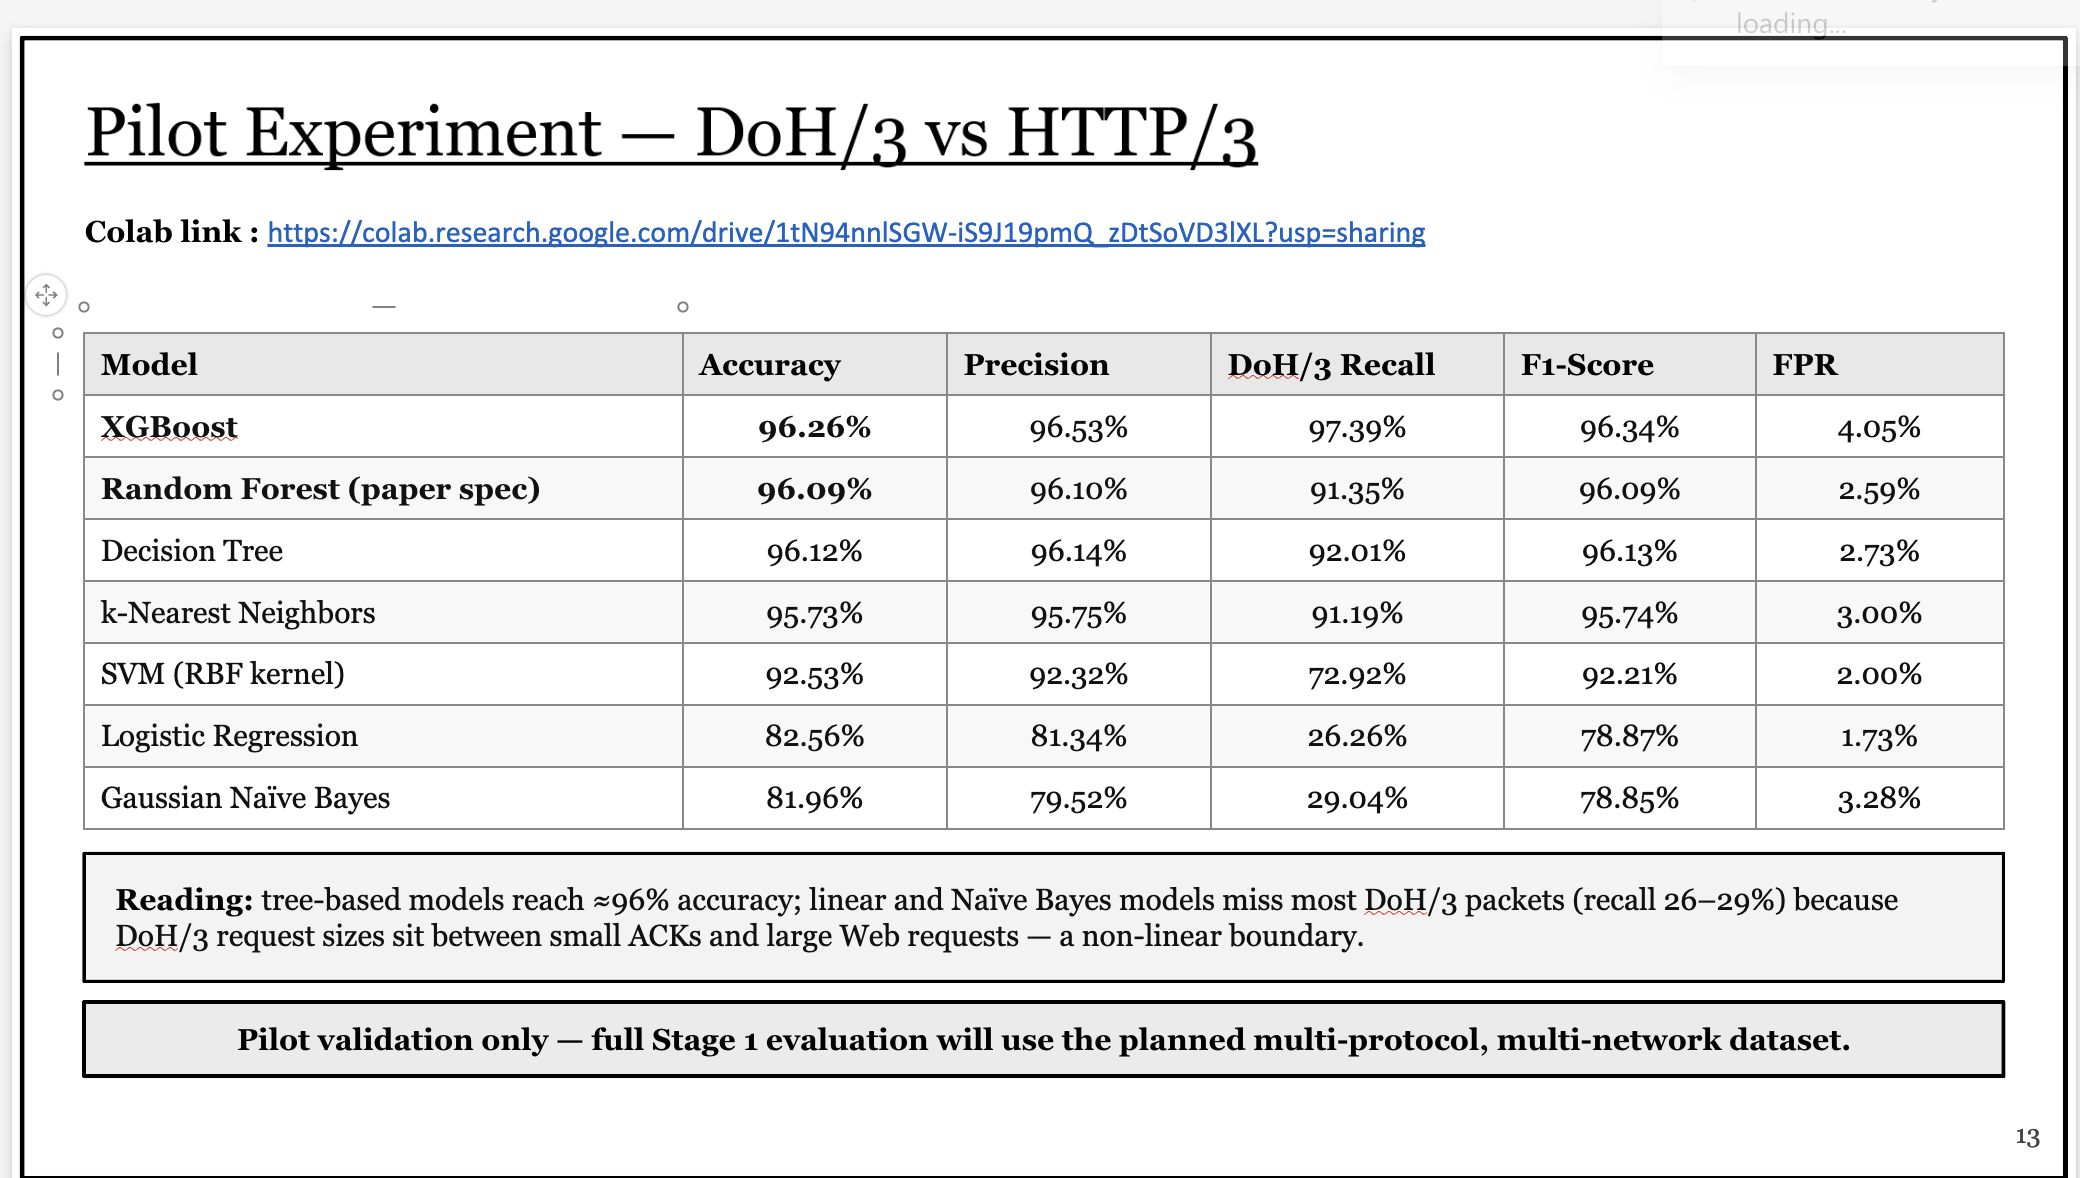 loading...
Pilot Experiment — DoH/3 vs HTTP/3
Colab link : https://colab.research.google.com/drive/1tN94nnlSGW-iS9J19pmQ_zDtSoVD3lXL?usp=sharing
Model Accuracy Precision DoH/3 Recall F1-Score FPR
XGBoost 96.26% 96.53% 97.39% 96.34% 4.05%
Random Forest (paper spec) 96.09% 96.10% 91.35% 96.09% 2.59%
Decision Tree 96.12% 96.14% 92.01% 96.13% 2.73%
k-Nearest Neighbors 95.73% 95.75% 91.19% 95.74% 3.00%
SVM (RBF kernel) 92.53% 92.32% 72.92% 92.21% 2.00%
Logistic Regression 82.56% 81.34% 26.26% 78.87% 1.73%
Gaussian Naïve Bayes 81.96% 79.52% 29.04% 78.85% 3.28%
Reading: tree-based models reach ≈96% accuracy; linear and Naïve Bayes models miss most DoH/3 packets (recall 26–29%) because
DoH/3 request sizes sit between small ACKs and large Web requests — a non-linear boundary.
Pilot validation only — full Stage 1 evaluation will use the planned multi-protocol, multi-network dataset.
13